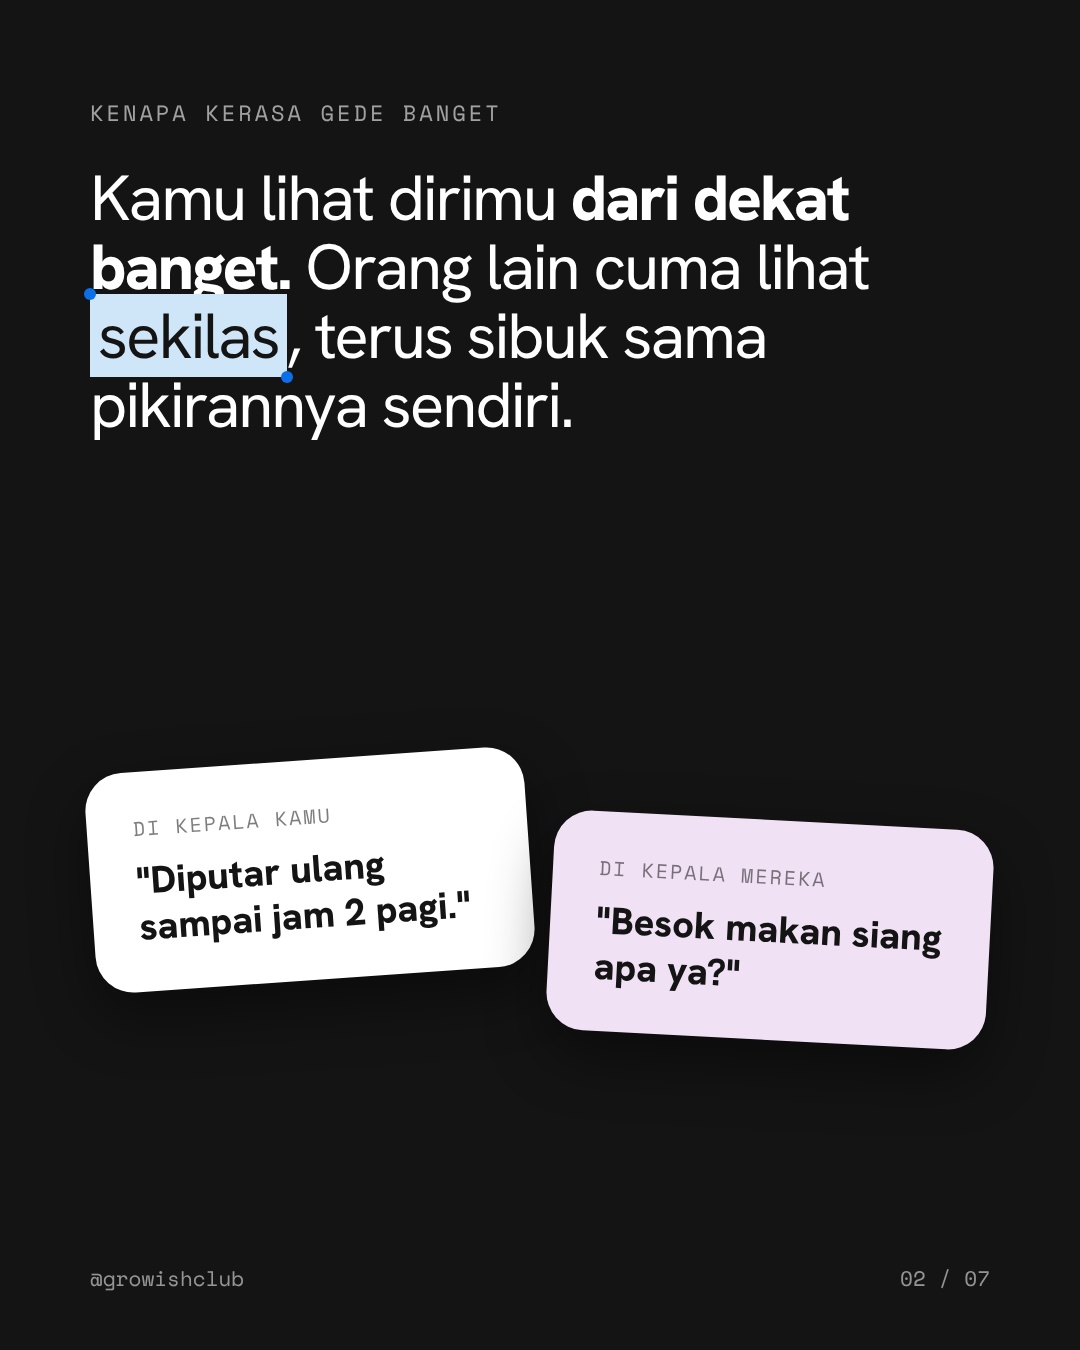 KENAPA KERASA GEDE BANGET
Kamu lihat dirimu dari dekat
banget. Orang lain cuma lihat
sekilas, terus sibuk sama
pikirannya sendiri.
DI KEPALA KAMU
"Diputar ulang
sampai jam 2 pagi."
DI KEPALA MEREKA
"Besok makan siang
apa ya?"
@growishclub
02 / 07